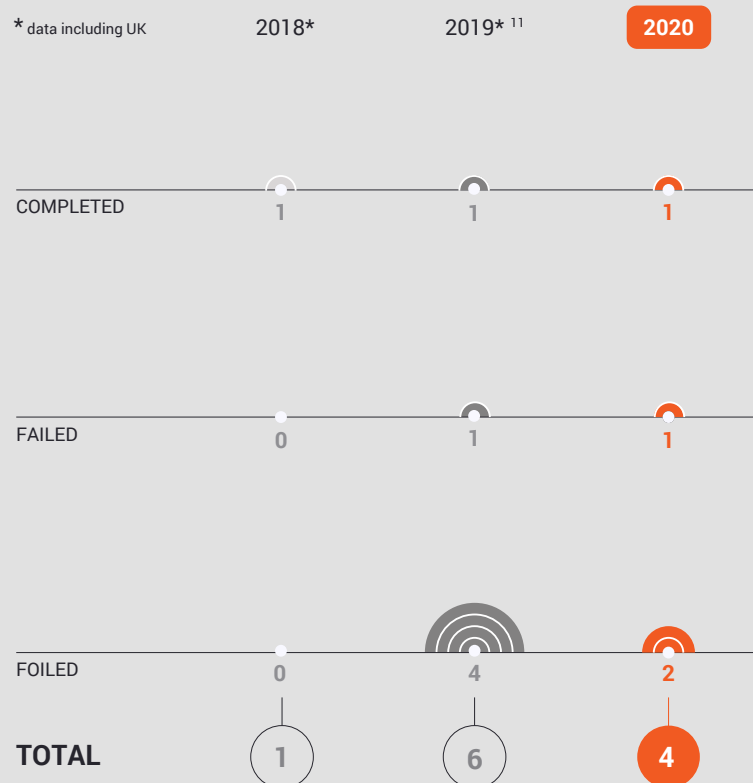 * data including UK 2018* 2019* 11 2020
COMPLETED 1 1 1
FAILED 0 1 1
FOILED 0 4 2
TOTAL 1 6 4